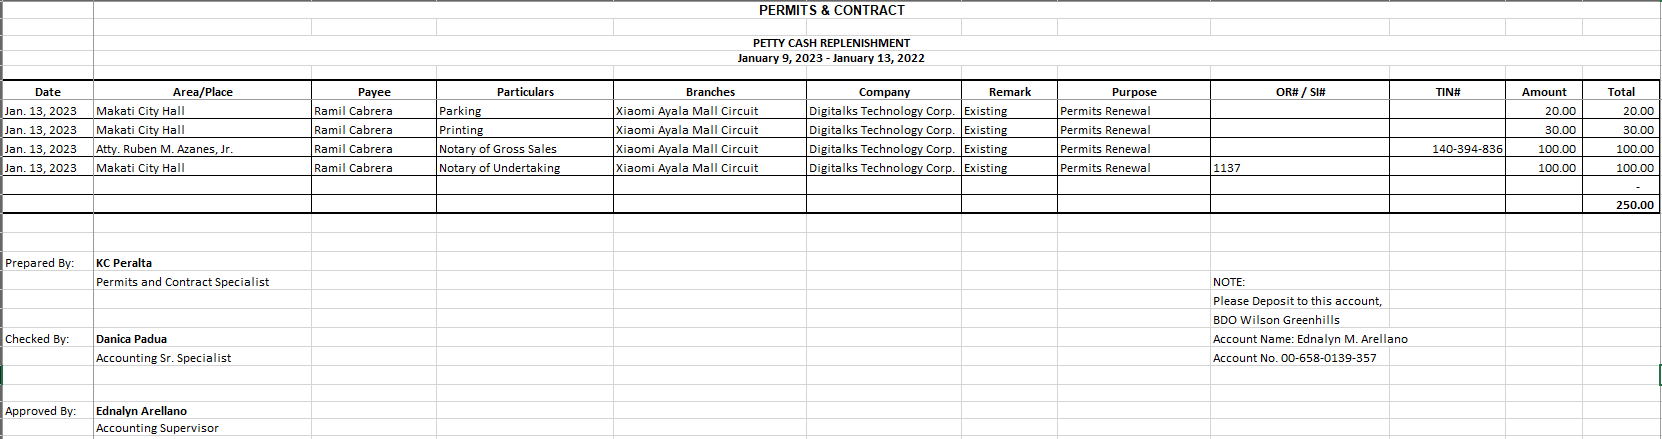 PERMITS & CONTRACT
PETTY CASH REPLENISHMENT
January 9, 2023 - January 13, 2022
Date Area/Place Payee Particulars Branches Company Remark Purpose OR# / SI# TIN# Amount Total
Jan. 13, 2023 Makati City Hall Ramil Cabrera Parking Xiaomi Ayala Mall Circuit Digitalks Technology Corp. Existing Permits Renewal 20.00 20.00
Jan. 13, 2023 Makati City Hall Ramil Cabrera Printing Xiaomi Ayala Mall Circuit Digitalks Technology Corp. Existing Permits Renewal 30.00 30.00
Jan. 13, 2023 Atty. Ruben M. Azanes, Jr. Ramil Cabrera Notary of Gross Sales Xiaomi Ayala Mall Circuit Digitalks Technology Corp. Existing Permits Renewal 140-394-836 100.00 100.00
Jan. 13, 2023 Makati City Hall Ramil Cabrera Notary of Undertaking Xiaomi Ayala Mall Circuit Digitalks Technology Corp. Existing Permits Renewal 1137 100.00 100.00
-
250.00
Prepared By: KC Peralta
Permits and Contract Specialist NOTE:
Please Deposit to this account,
BDO Wilson Greenhills
Checked By: Danica Padua Account Name: Ednalyn M. Arellano
Accounting Sr. Specialist Account No. 00-658-0139-357
Approved By: Ednalyn Arellano
Accounting Supervisor